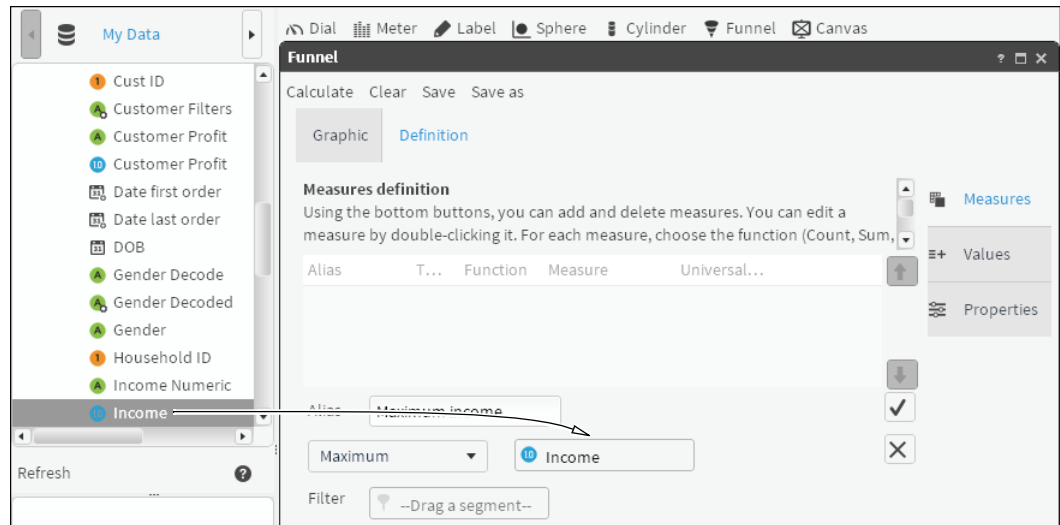 My Data
Dial Meter Label Sphere Cylinder Funnel Canvas
Funnel
Calculate Clear Save Save as
Graphic Definition
Cust ID
Customer Filters
Customer Profit
Customer Profit
Date first order
Date last order
DOB
Gender Decode
Gender Decoded
Gender
Household ID
Income Numeric
Income
Refresh
Measures definition
Using the bottom buttons, you can add and delete measures. You can edit a
measure by double-clicking it. For each measure, choose the function (Count, Sum,
Alias T... Function Measure Universal...
Alias Maximum income
Maximum Income
Filter --Drag a segment--
Measures
Values
Properties